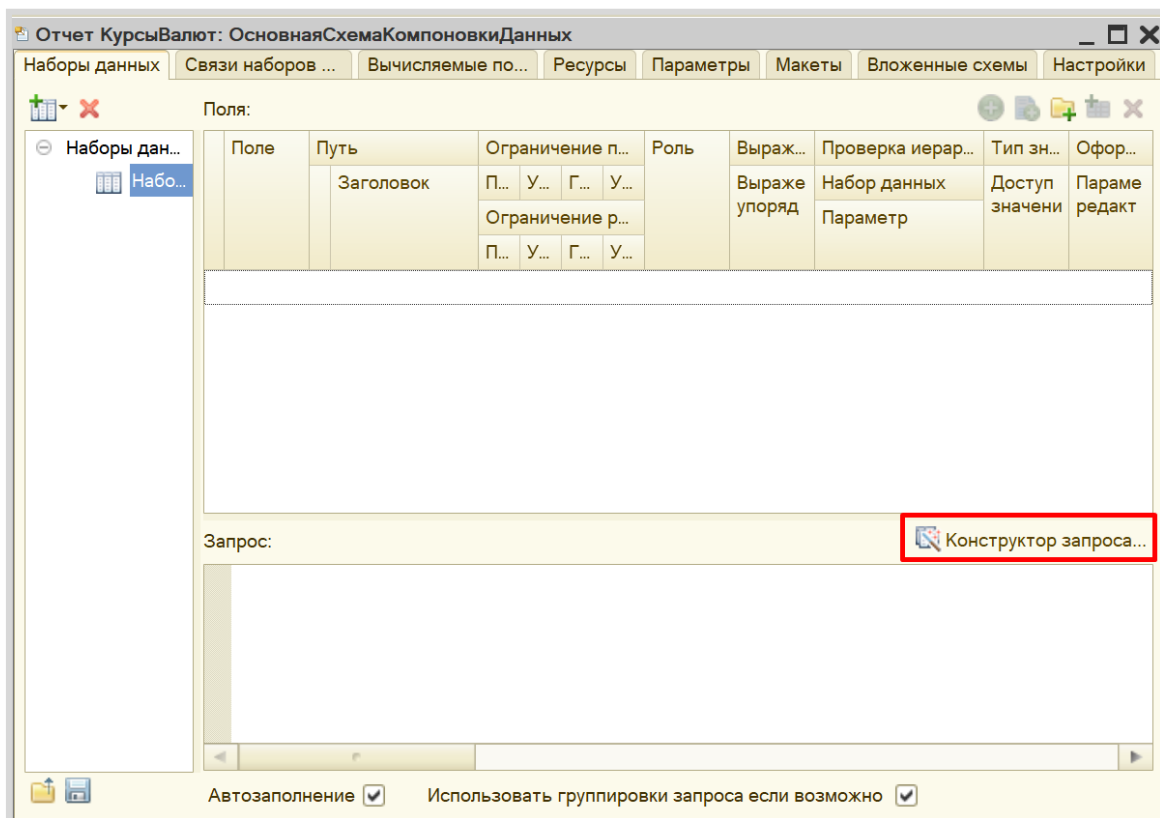 Отчет КурсыВалют: ОсновнаяСхемаКомпоновкиДанных
Наборы данных Связи наборов ... Вычисляемые по... Ресурсы Параметры Макеты Вложенные схемы Настройки
Поля:
Наборы дан...
Набо...
Поле Путь Ограничение п... Роль Выраж... Проверка иерар... Тип зн... Офор...
Заголовок П... У... Г... У... Выраже Набор данных Доступ Параме
упоряд значени редакт
Ограничение р... Параметр
П... У... Г... У...
Запрос: Конструктор запроса...
Автозаполнение Использовать группировки запроса если возможно